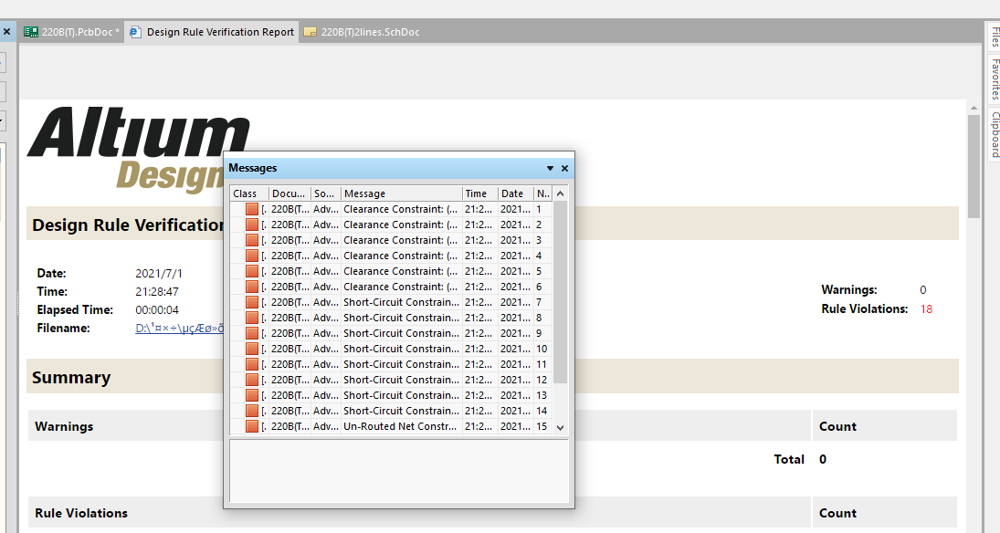 220B(T).PcbDoc *
Design Rule Verification Report
220B(T)2lines.SchDoc
Files
Favorites
Clipboard
Altium
Design
Design Rule Verification
Date: 2021/7/1
Time: 21:28:47
Elapsed Time: 00:00:04
Filename: D:\¹¤×÷\µçÆø»ð
Warnings: 0
Rule Violations: 18
Summary
Warnings Count
Total 0
Rule Violations Count
Messages
Class Docu... So... Message Time Date N...
[. 220B(T... Adv... Clearance Constraint: (... 21:2... 2021... 1
[. 220B(T... Adv... Clearance Constraint: (... 21:2... 2021... 2
[. 220B(T... Adv... Clearance Constraint: (... 21:2... 2021... 3
[. 220B(T... Adv... Clearance Constraint: (... 21:2... 2021... 4
[. 220B(T... Adv... Clearance Constraint: (... 21:2... 2021... 5
[. 220B(T... Adv... Clearance Constraint: (... 21:2... 2021... 6
[. 220B(T... Adv... Short-Circuit Constrain... 21:2... 2021... 7
[. 220B(T... Adv... Short-Circuit Constrain... 21:2... 2021... 8
[. 220B(T... Adv... Short-Circuit Constrain... 21:2... 2021... 9
[. 220B(T... Adv... Short-Circuit Constrain... 21:2... 2021... 10
[. 220B(T... Adv... Short-Circuit Constrain... 21:2... 2021... 11
[. 220B(T... Adv... Short-Circuit Constrain... 21:2... 2021... 12
[. 220B(T... Adv... Short-Circuit Constrain... 21:2... 2021... 13
[. 220B(T... Adv... Short-Circuit Constrain... 21:2... 2021... 14
[. 220B(T... Adv... Un-Routed Net Constr... 21:2... 2021... 15